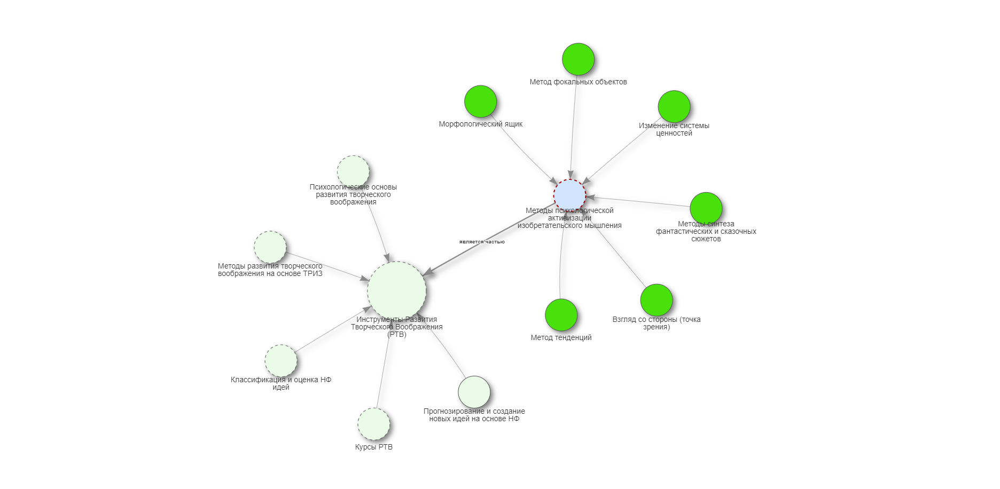 Метод фокальных объектов
Морфологический ящик
Изменение системы
ценностей
Психологические основы
развития творческого
воображения
Методы психологической
активизации
изобретательского мышления
Методы синтеза
фантастических и сказочных
сюжетов
является частью
Методы развития творческого
воображения на основе ТРИЗ
Инструменты Развития
Творческого Воображения
(РТВ)
Взгляд со стороны (точка
зрения)
Метод тенденций
Классификация и оценка НФ
идей
Прогнозирование и создание
новых идей на основе НФ
Курсы РТВ